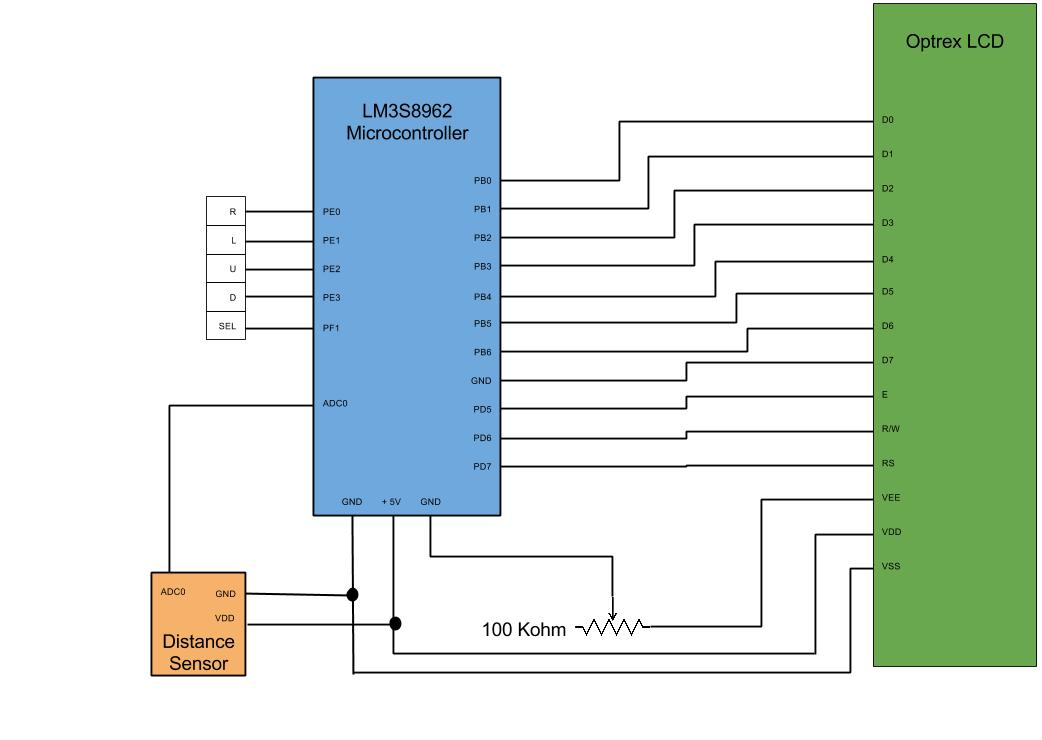 Optrex LCD
LM3S8962
Microcontroller
D0
D1
D2
D3
D4
D5
D6
D7
E
R/W
RS
VEE
VDD
VSS
PB0
PB1
PB2
PB3
PB4
PB5
PB6
GND
PD5
PD6
PD7
R
L
U
D
SEL
PE0
PE1
PE2
PE3
PF1
ADC0
GND + 5V GND
ADC0 GND
VDD
Distance
Sensor
100 Kohm